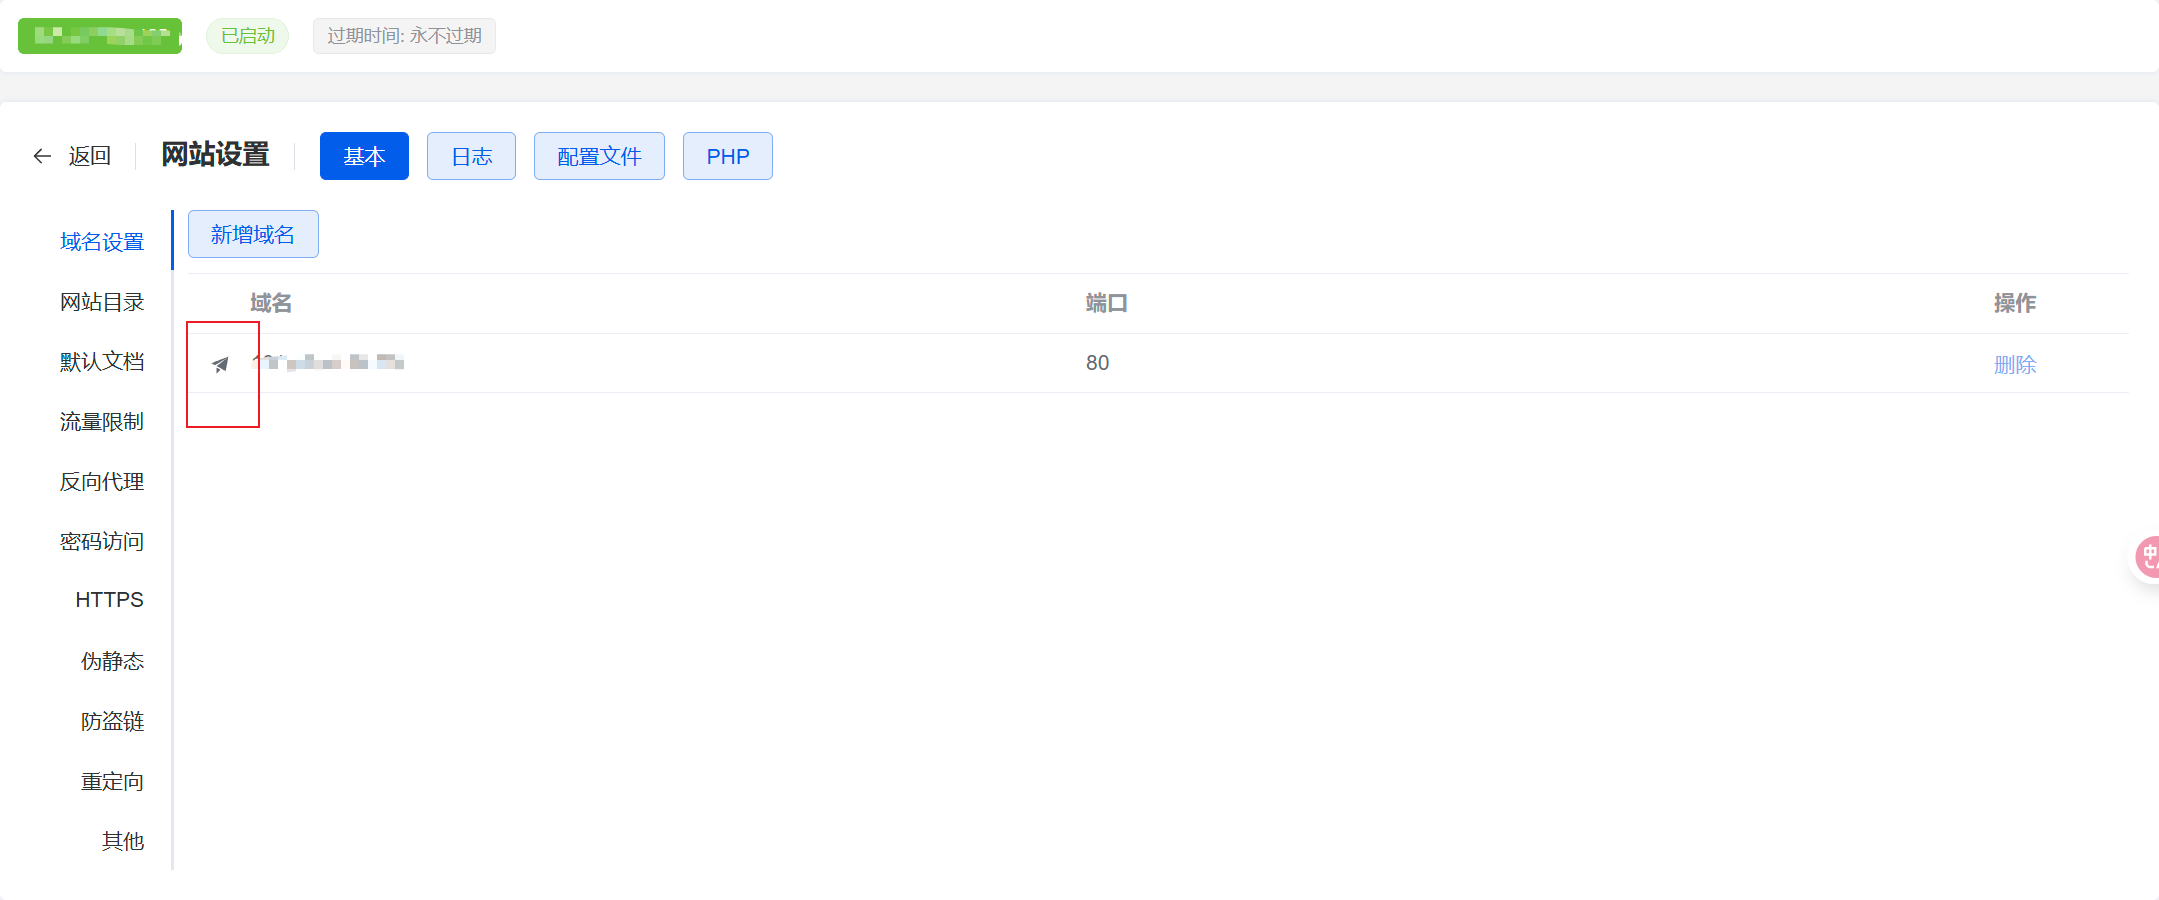 已启动
过期时间: 永不过期
返回
网站设置
基本
日志
配置文件
PHP
域名设置
网站目录
默认文档
流量限制
反向代理
密码访问
HTTPS
伪静态
防盗链
重定向
其他
新增域名
域名
端口
操作
80
删除
中